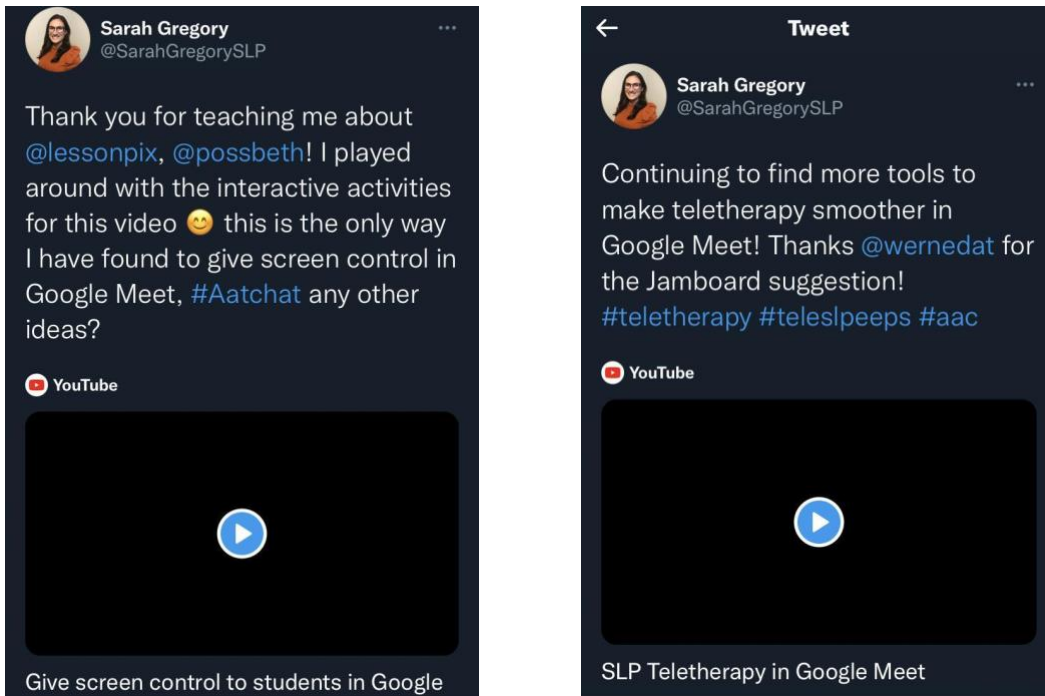 Sarah Gregory
@SarahGregorySLP
Thank you for teaching me about
@lessonpix, @possbeth! I played
around with the interactive activities
for this video 😊 this is the only way
I have found to give screen control in
Google Meet, #Aatchat any other
ideas?
YouTube
Give screen control to students in Google
Tweet
Sarah Gregory
@SarahGregorySLP
Continuing to find more tools to
make teletherapy smoother in
Google Meet! Thanks @wernedat for
the Jamboard suggestion!
#teletherapy #teleslpeeps #aac
YouTube
SLP Teletherapy in Google Meet